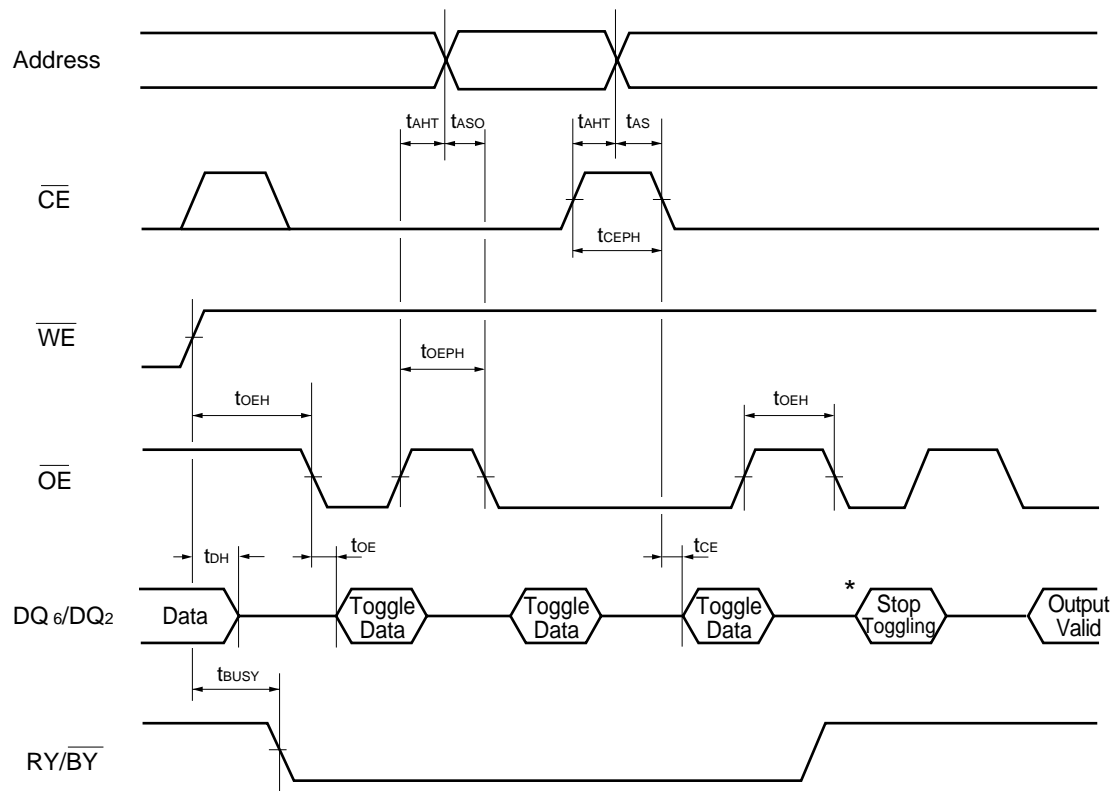 Address
tAHT tASO tAHT tAS
CE
tCEPH
WE
tOEPH
tOEH tOEH
OE
tDH tOE tCE
*
DQ6/DQ2 Data Toggle Data Toggle Data Toggle Data Stop Toggling Output Valid
tBUSY
RY/BY